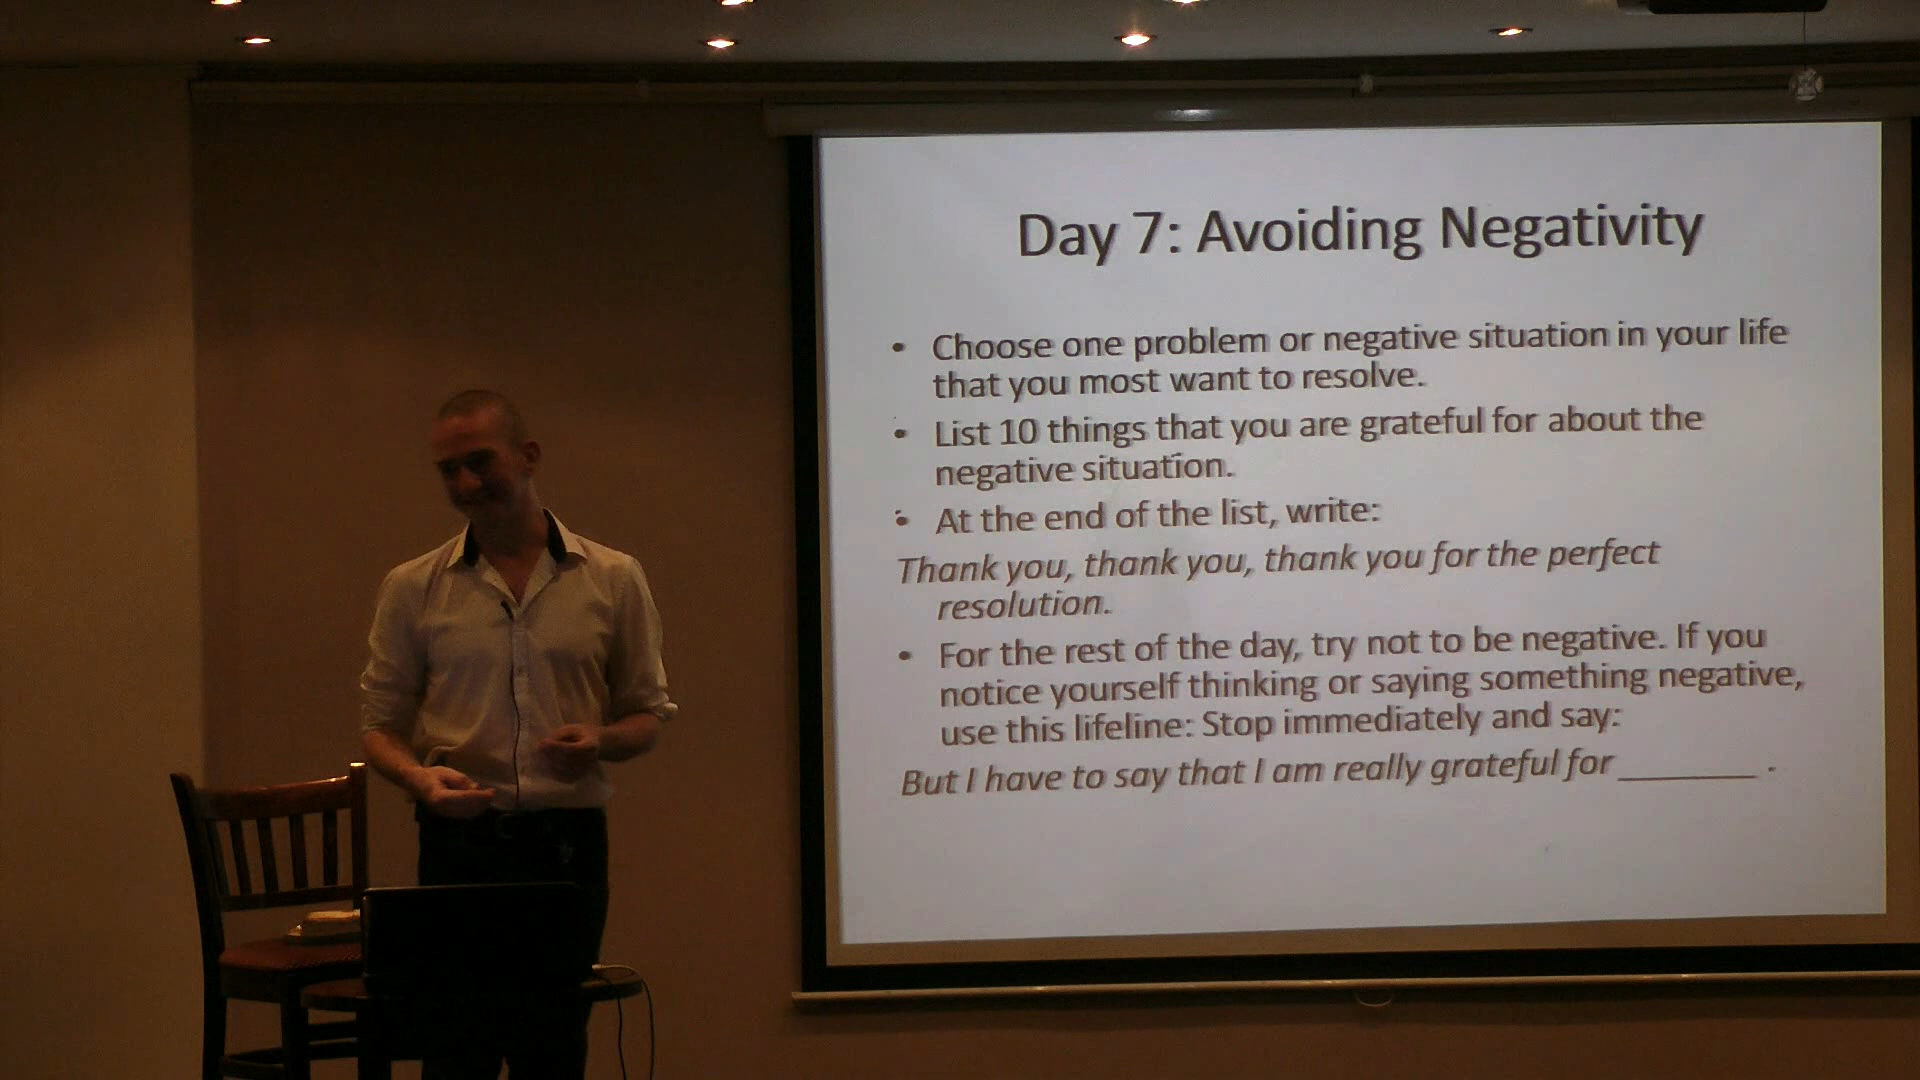 Day 7: Avoiding Negativity
• Choose one problem or negative situation in your life
that you most want to resolve.
• List 10 things that you are grateful for about the
negative situation.
• At the end of the list, write:
Thank you, thank you, thank you for the perfect
resolution.
• For the rest of the day, try not to be negative. If you
notice yourself thinking or saying something negative,
use this lifeline: Stop immediately and say:
But I have to say that I am really grateful for _______ .